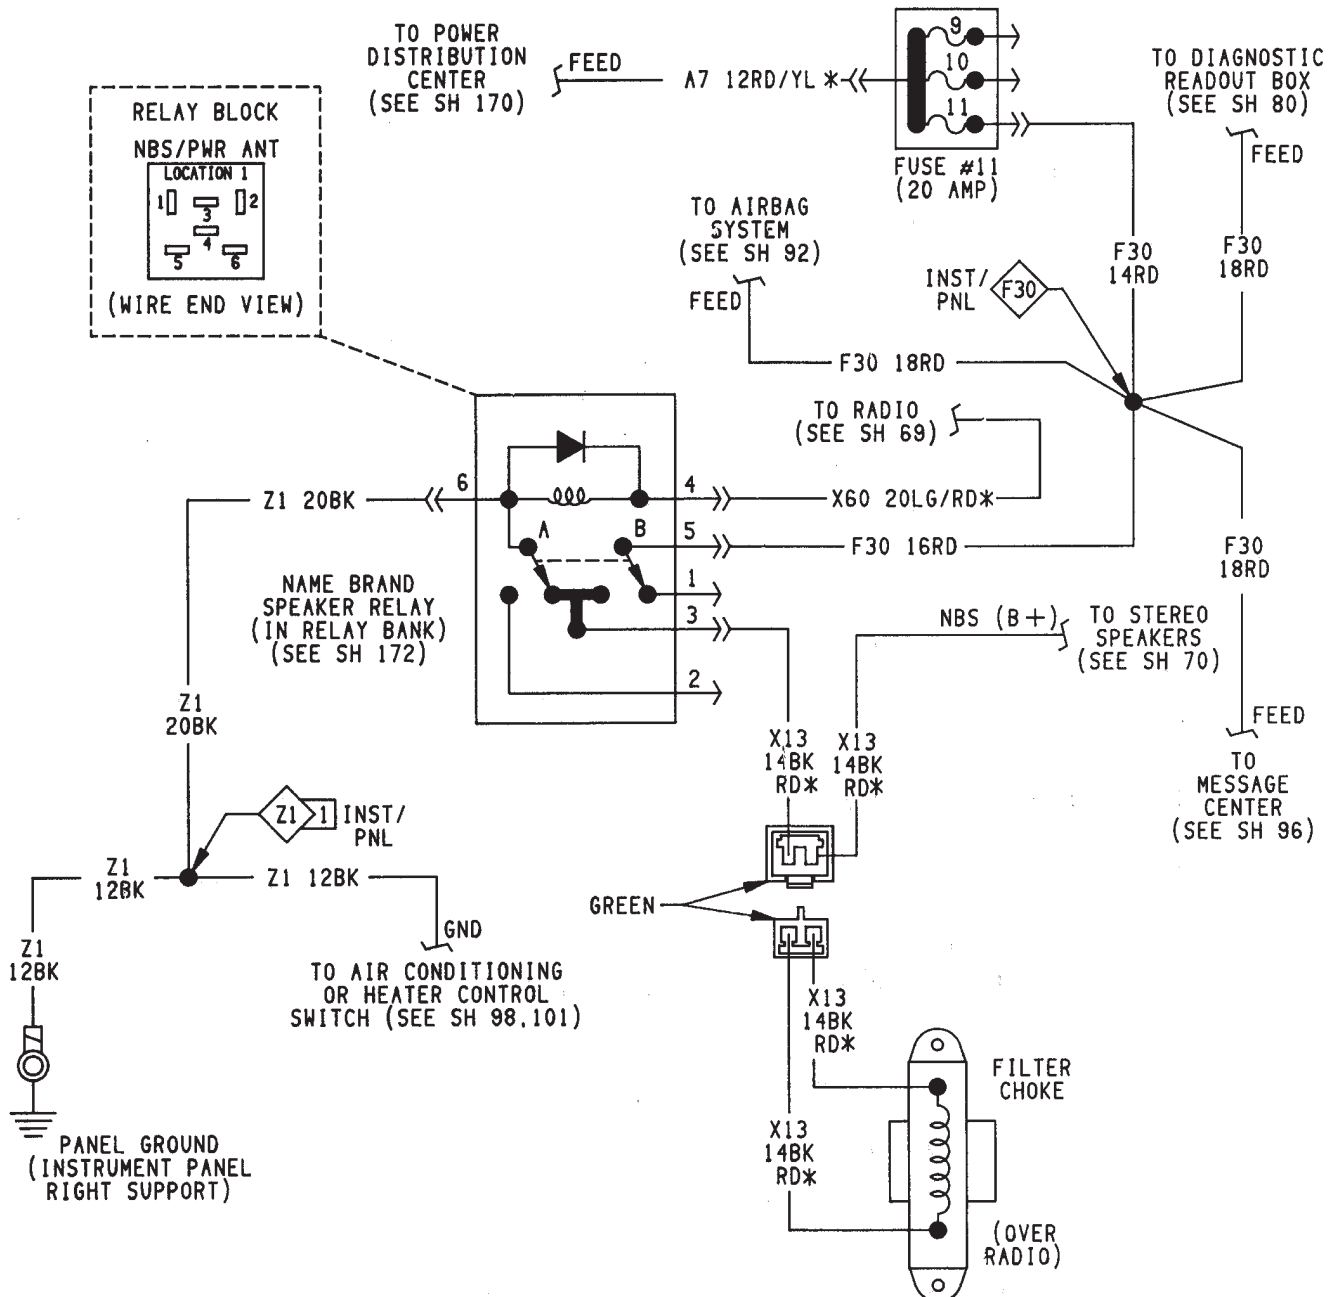 TO POWER
DISTRIBUTION
CENTER
(SEE SH 170)
FEED
A7 12RD/YL *
9
10
11
FUSE #11
(20 AMP)
TO DIAGNOSTIC
READOUT BOX
(SEE SH 80)
FEED
RELAY BLOCK
NBS/PWR ANT
LOCATION 1
1
2
3
4
5
6
(WIRE END VIEW)
TO AIRBAG
SYSTEM
(SEE SH 92)
FEED
INST/
PNL
F30
F30
14RD
F30
18RD
F30 18RD
TO RADIO
(SEE SH 69)
Z1 20BK
6
4
X60 20LG/RD*
A
B
5
F30 16RD
1
3
2
NAME BRAND
SPEAKER RELAY
(IN RELAY BANK)
(SEE SH 172)
F30
18RD
NBS (B+)
TO STEREO
SPEAKERS
(SEE SH 70)
Z1
20BK
X13
14BK
RD*
X13
14BK
RD*
FEED
TO
MESSAGE
CENTER
(SEE SH 96)
Z1
1
INST/
PNL
Z1
12BK
Z1 12BK
GREEN
GND
Z1
12BK
TO AIR CONDITIONING
OR HEATER CONTROL
SWITCH (SEE SH 98,101)
X13
14BK
RD*
FILTER
CHOKE
PANEL GROUND
(INSTRUMENT PANEL
RIGHT SUPPORT)
X13
14BK
RD*
(OVER
RADIO)